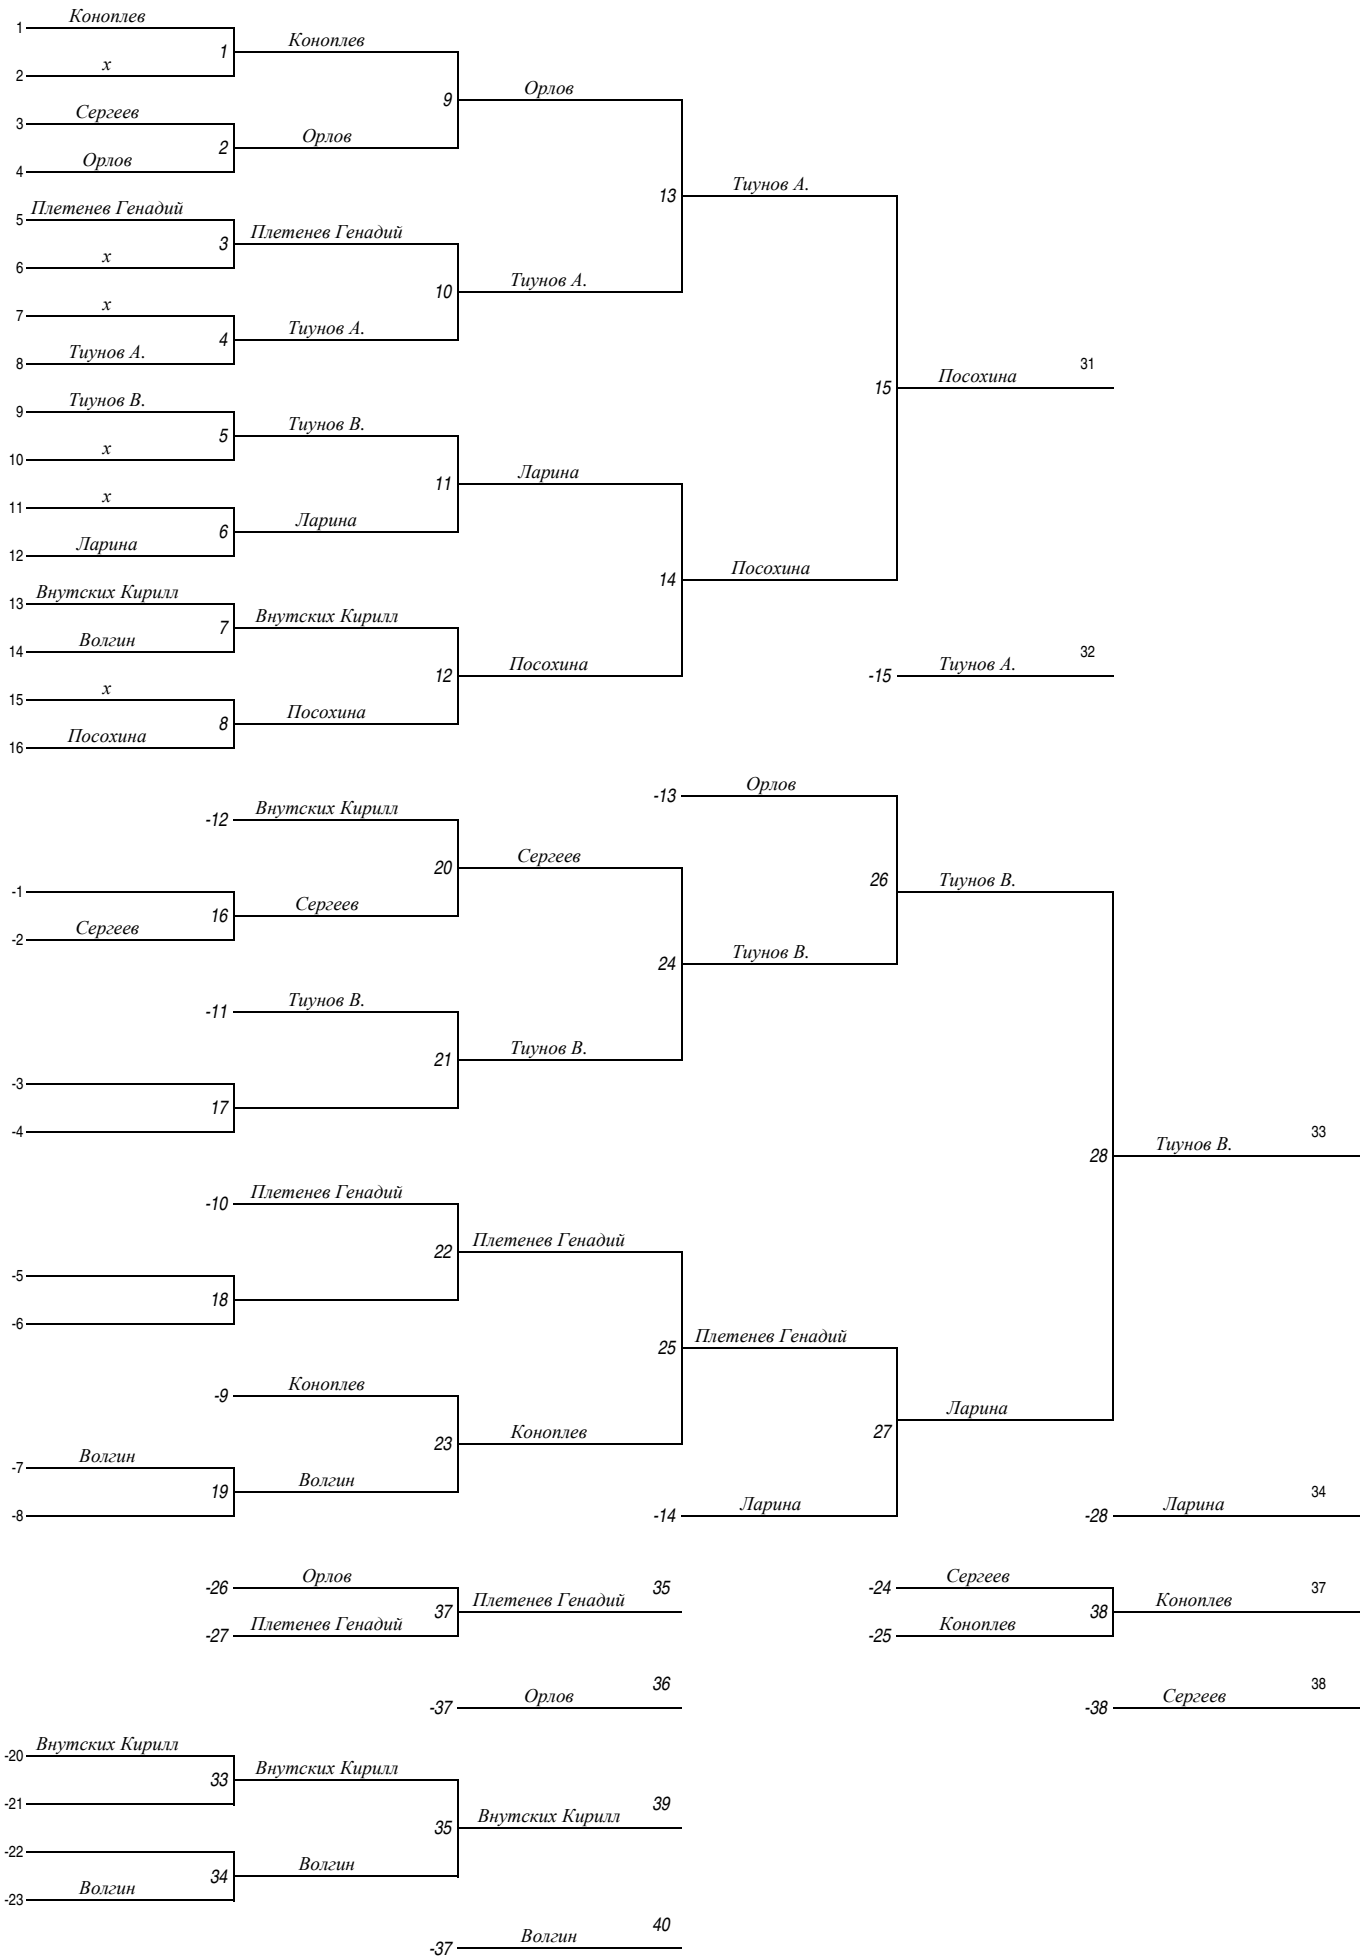 1 Коноплев
1 Коноплев
2 х
9 Орлов
3 Сергеев
2 Орлов
4 Орлов
13 Тиунов А.
5 Плетенев Генадий
3 Плетенев Генадий
6 х
10 Тиунов А.
7 х
4 Тиунов А.
8 Тиунов А.
15 Посохина 31
9 Тиунов В.
5 Тиунов В.
10 х
11 Ларина
11 х
6 Ларина
12 Ларина
14 Посохина
13 Внутских Кирилл
7 Внутских Кирилл
14 Волгин
12 Посохина
-15 Тиунов А. 32
15 х
8 Посохина
16 Посохина
-13 Орлов
-12 Внутских Кирилл
20 Сергеев
26 Тиунов В.
-1
16 Сергеев
-2 Сергеев
24 Тиунов В.
-11 Тиунов В.
21 Тиунов В.
-3
17
-4
28 Тиунов В. 33
-10 Плетенев Генадий
22 Плетенев Генадий
-5
18
-6
25 Плетенев Генадий
-9 Коноплев
27 Ларина
23 Коноплев
-7 Волгин
19 Волгин
-8
-14 Ларина
-28 Ларина 34
-26 Орлов
-24 Сергеев
37 Плетенев Генадий 35
38 Коноплев 37
-27 Плетенев Генадий
-25 Коноплев
-37 Орлов 36
-38 Сергеев 38
-20 Внутских Кирилл
33 Внутских Кирилл
-21
35 Внутских Кирилл 39
-22
34 Волгин
-23 Волгин
-37 Волгин 40